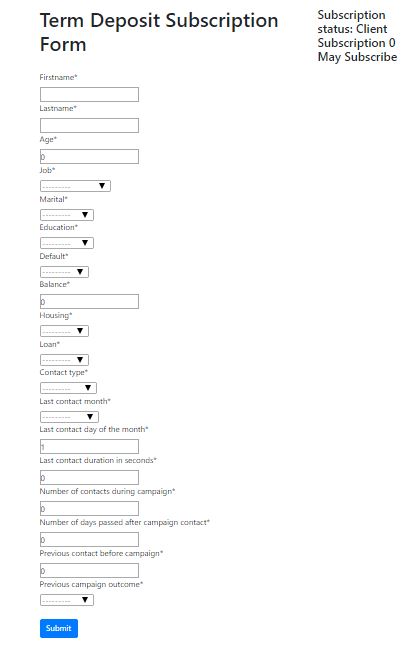 Term Deposit Subscription
Form
Subscription
status: Client
Subscription 0
May Subscribe
Firstname*
Lastname*
Age*
0
Job*
---------
Marital*
---------
Education*
---------
Default*
---------
Balance*
0
Housing*
---------
Loan*
---------
Contact type*
---------
Last contact month*
---------
Last contact day of the month*
1
Last contact duration in seconds*
0
Number of contacts during campaign*
0
Number of days passed after campaign contact*
0
Previous contact before campaign*
0
Previous campaign outcome*
---------
Submit